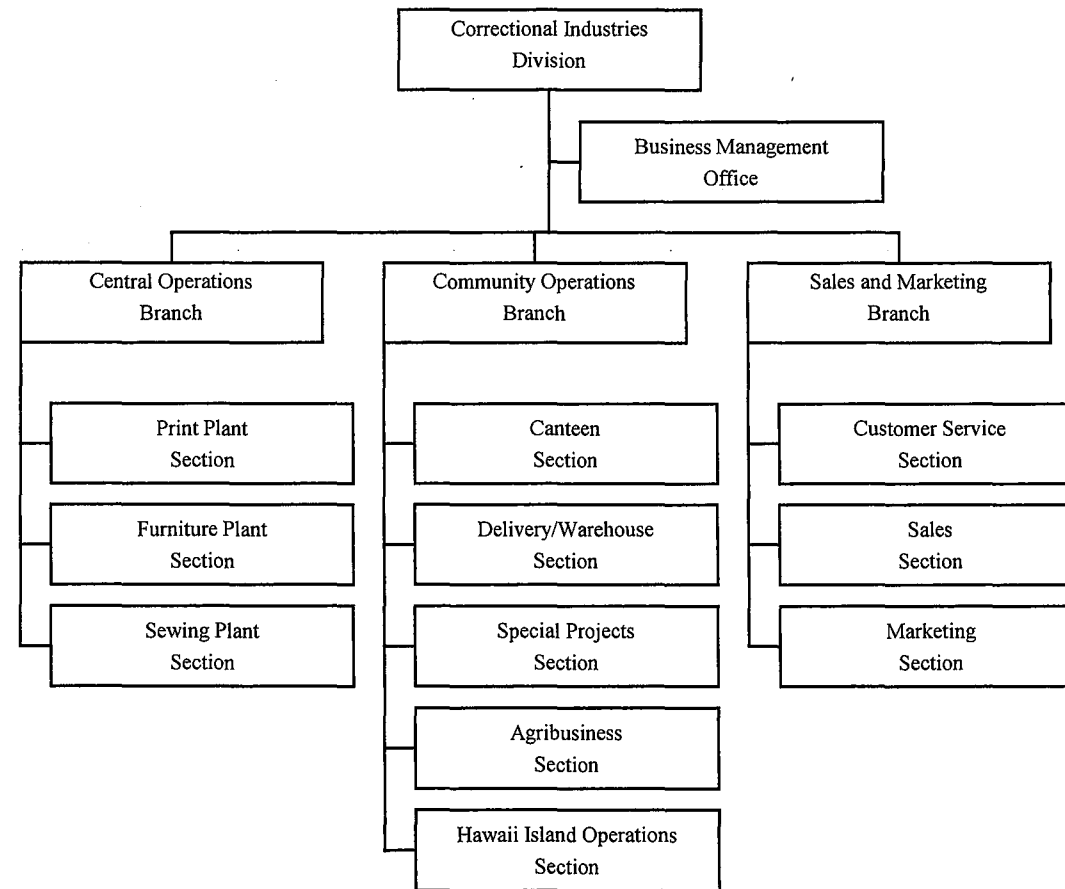 Correctional Industries
Division
Business Management
Office
Central Operations
Branch
Print Plant
Section
Furniture Plant
Section
Sewing Plant
Section
Community Operations
Branch
Canteen
Section
Delivery/Warehouse
Section
Special Projects
Section
Agribusiness
Section
Hawaii Island Operations
Section
Sales and Marketing
Branch
Customer Service
Section
Sales
Section
Marketing
Section